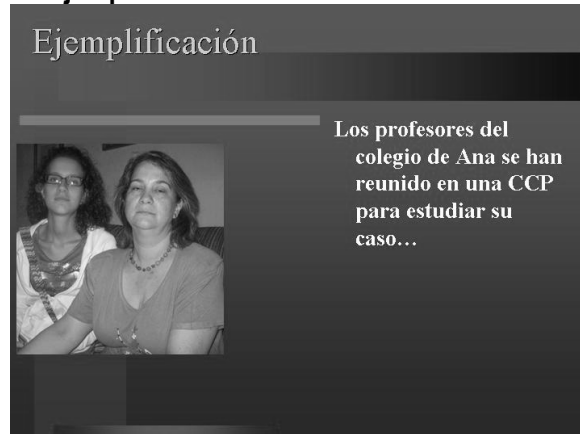 Ejemplificación
Los profesores del
colegio de Ana se han
reunido en una CCP
para estudiar su
caso…